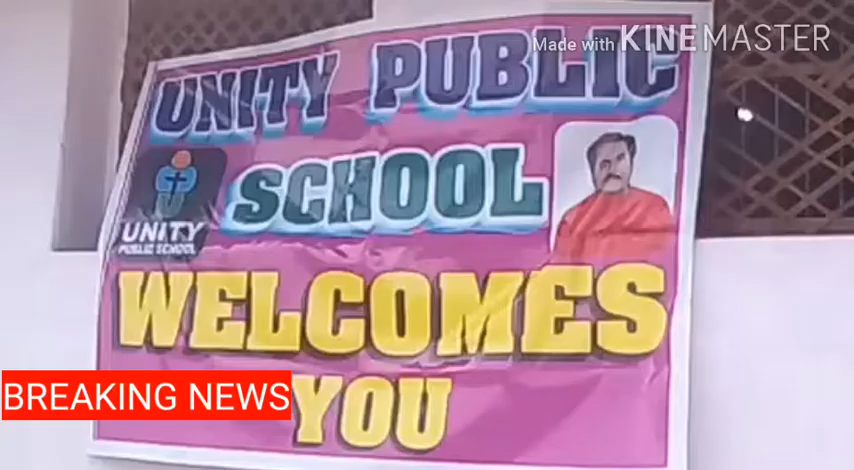 Made with KINEMASTER
UNITY PUBLIC
SCHOOL
UNITY
PUBLIC SCHOOL
WELCOMES
BREAKING NEWS
YOU